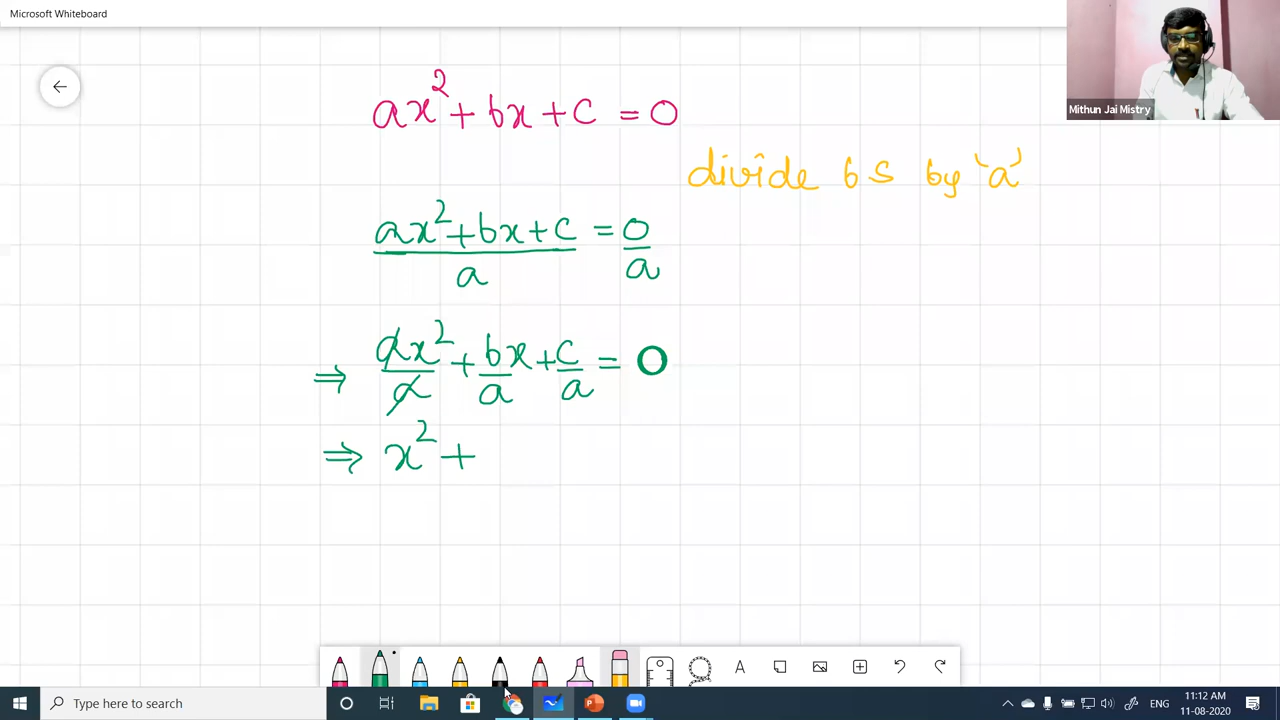 Microsoft Whiteboard
Mithun Jai Mistry
ax² + bx + c = 0
divide bs by 'a'
ax² + bx + c / a = 0 / a
⇒ ax²/a + bx/a + c/a = 0
⇒ x² +
A
Type here to search
ENG
11:12 AM
11-08-2020